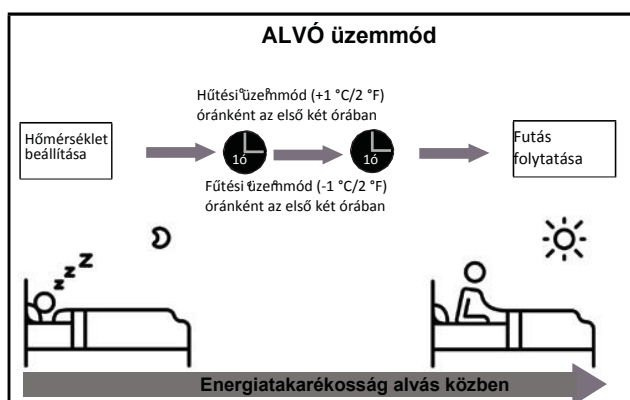 ALVÓ üzemmód
Hűtési üzemmód (+1 °C/2 °F)
óránként az első két órában
Hőmérséklet
beállítása
1ó
1ó
Futás
folytatása
Fűtési üzemmód (-1 °C/2 °F)
óránként az első két órában
z z Z
Energiatakarékosság alvás közben